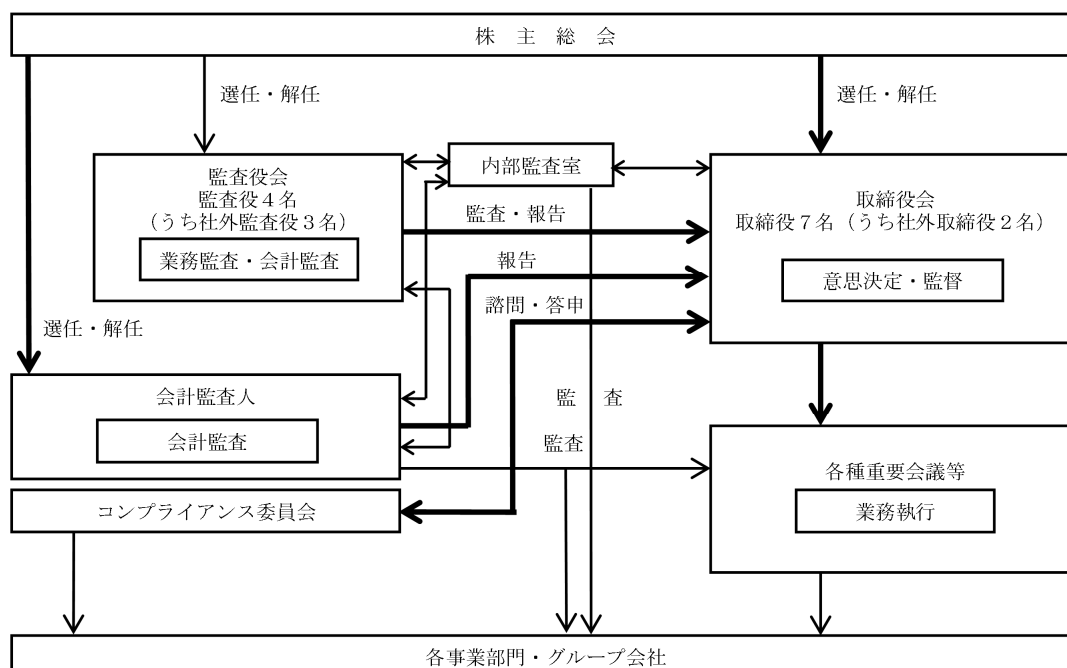 株 主 総 会
選任・解任
選任・解任
内部監査室
監査役会
監査役４名
（うち社外監査役３名）
業務監査・会計監査
取締役会
取締役７名（うち社外取締役２名）
意思決定・監督
監査・報告
報告
諮問・答申
選任・解任
会計監査人
会計監査
監 査
監査
各種重要会議等
業務執行
コンプライアンス委員会
各事業部門・グループ会社